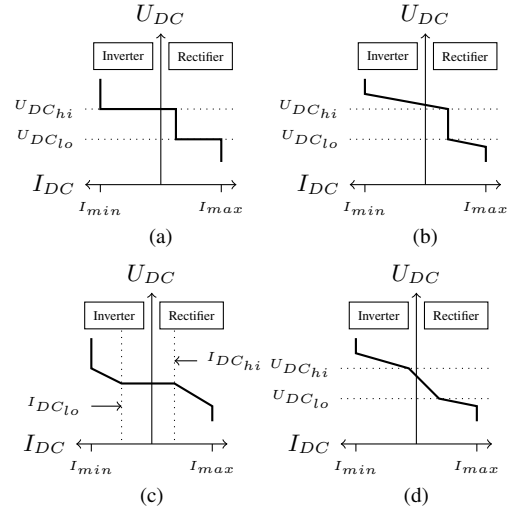 U_DC
Inverter Rectifier
U_DC_hi
U_DC_lo
I_DC
I_min I_max
(a)
U_DC
Inverter Rectifier
U_DC_hi
U_DC_lo
I_DC
I_min I_max
(b)
U_DC
Inverter Rectifier
I_DC_hi
I_DC_lo
I_DC
I_min I_max
(c)
U_DC
Inverter Rectifier
U_DC_hi
U_DC_lo
I_DC
I_min I_max
(d)